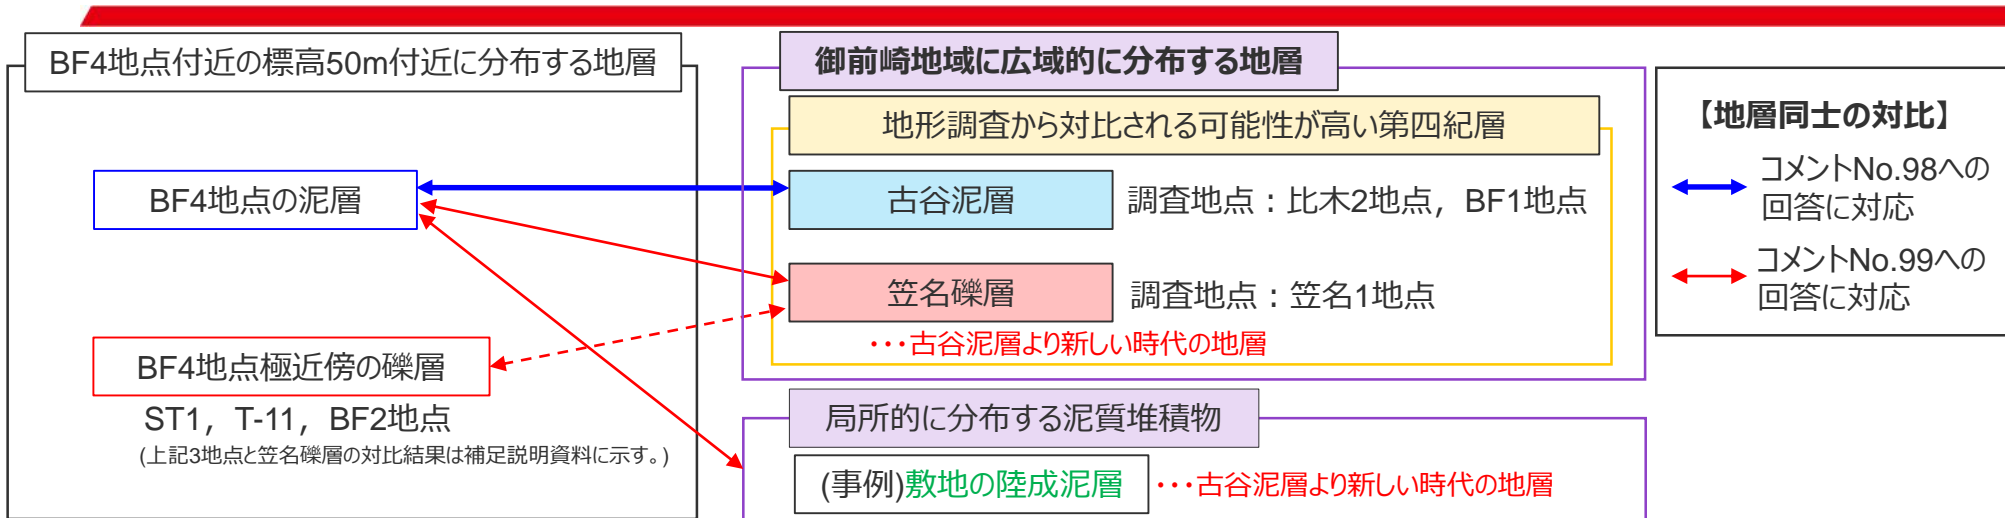 BF4地点付近の標高50m付近に分布する地層
BF4地点の泥層
BF4地点極近傍の礫層
ST1，T-11，BF2地点
(上記3地点と笠名礫層の対比結果は補足説明資料に示す。)
御前崎地域に広域的に分布する地層
地形調査から対比される可能性が高い第四紀層
古谷泥層
調査地点：比木2地点，BF1地点
笠名礫層
調査地点：笠名1地点
･･･古谷泥層より新しい時代の地層
局所的に分布する泥質堆積物
(事例)敷地の陸成泥層
･･･古谷泥層より新しい時代の地層
【地層同士の対比】
コメントNo.98への
回答に対応
コメントNo.99への
回答に対応